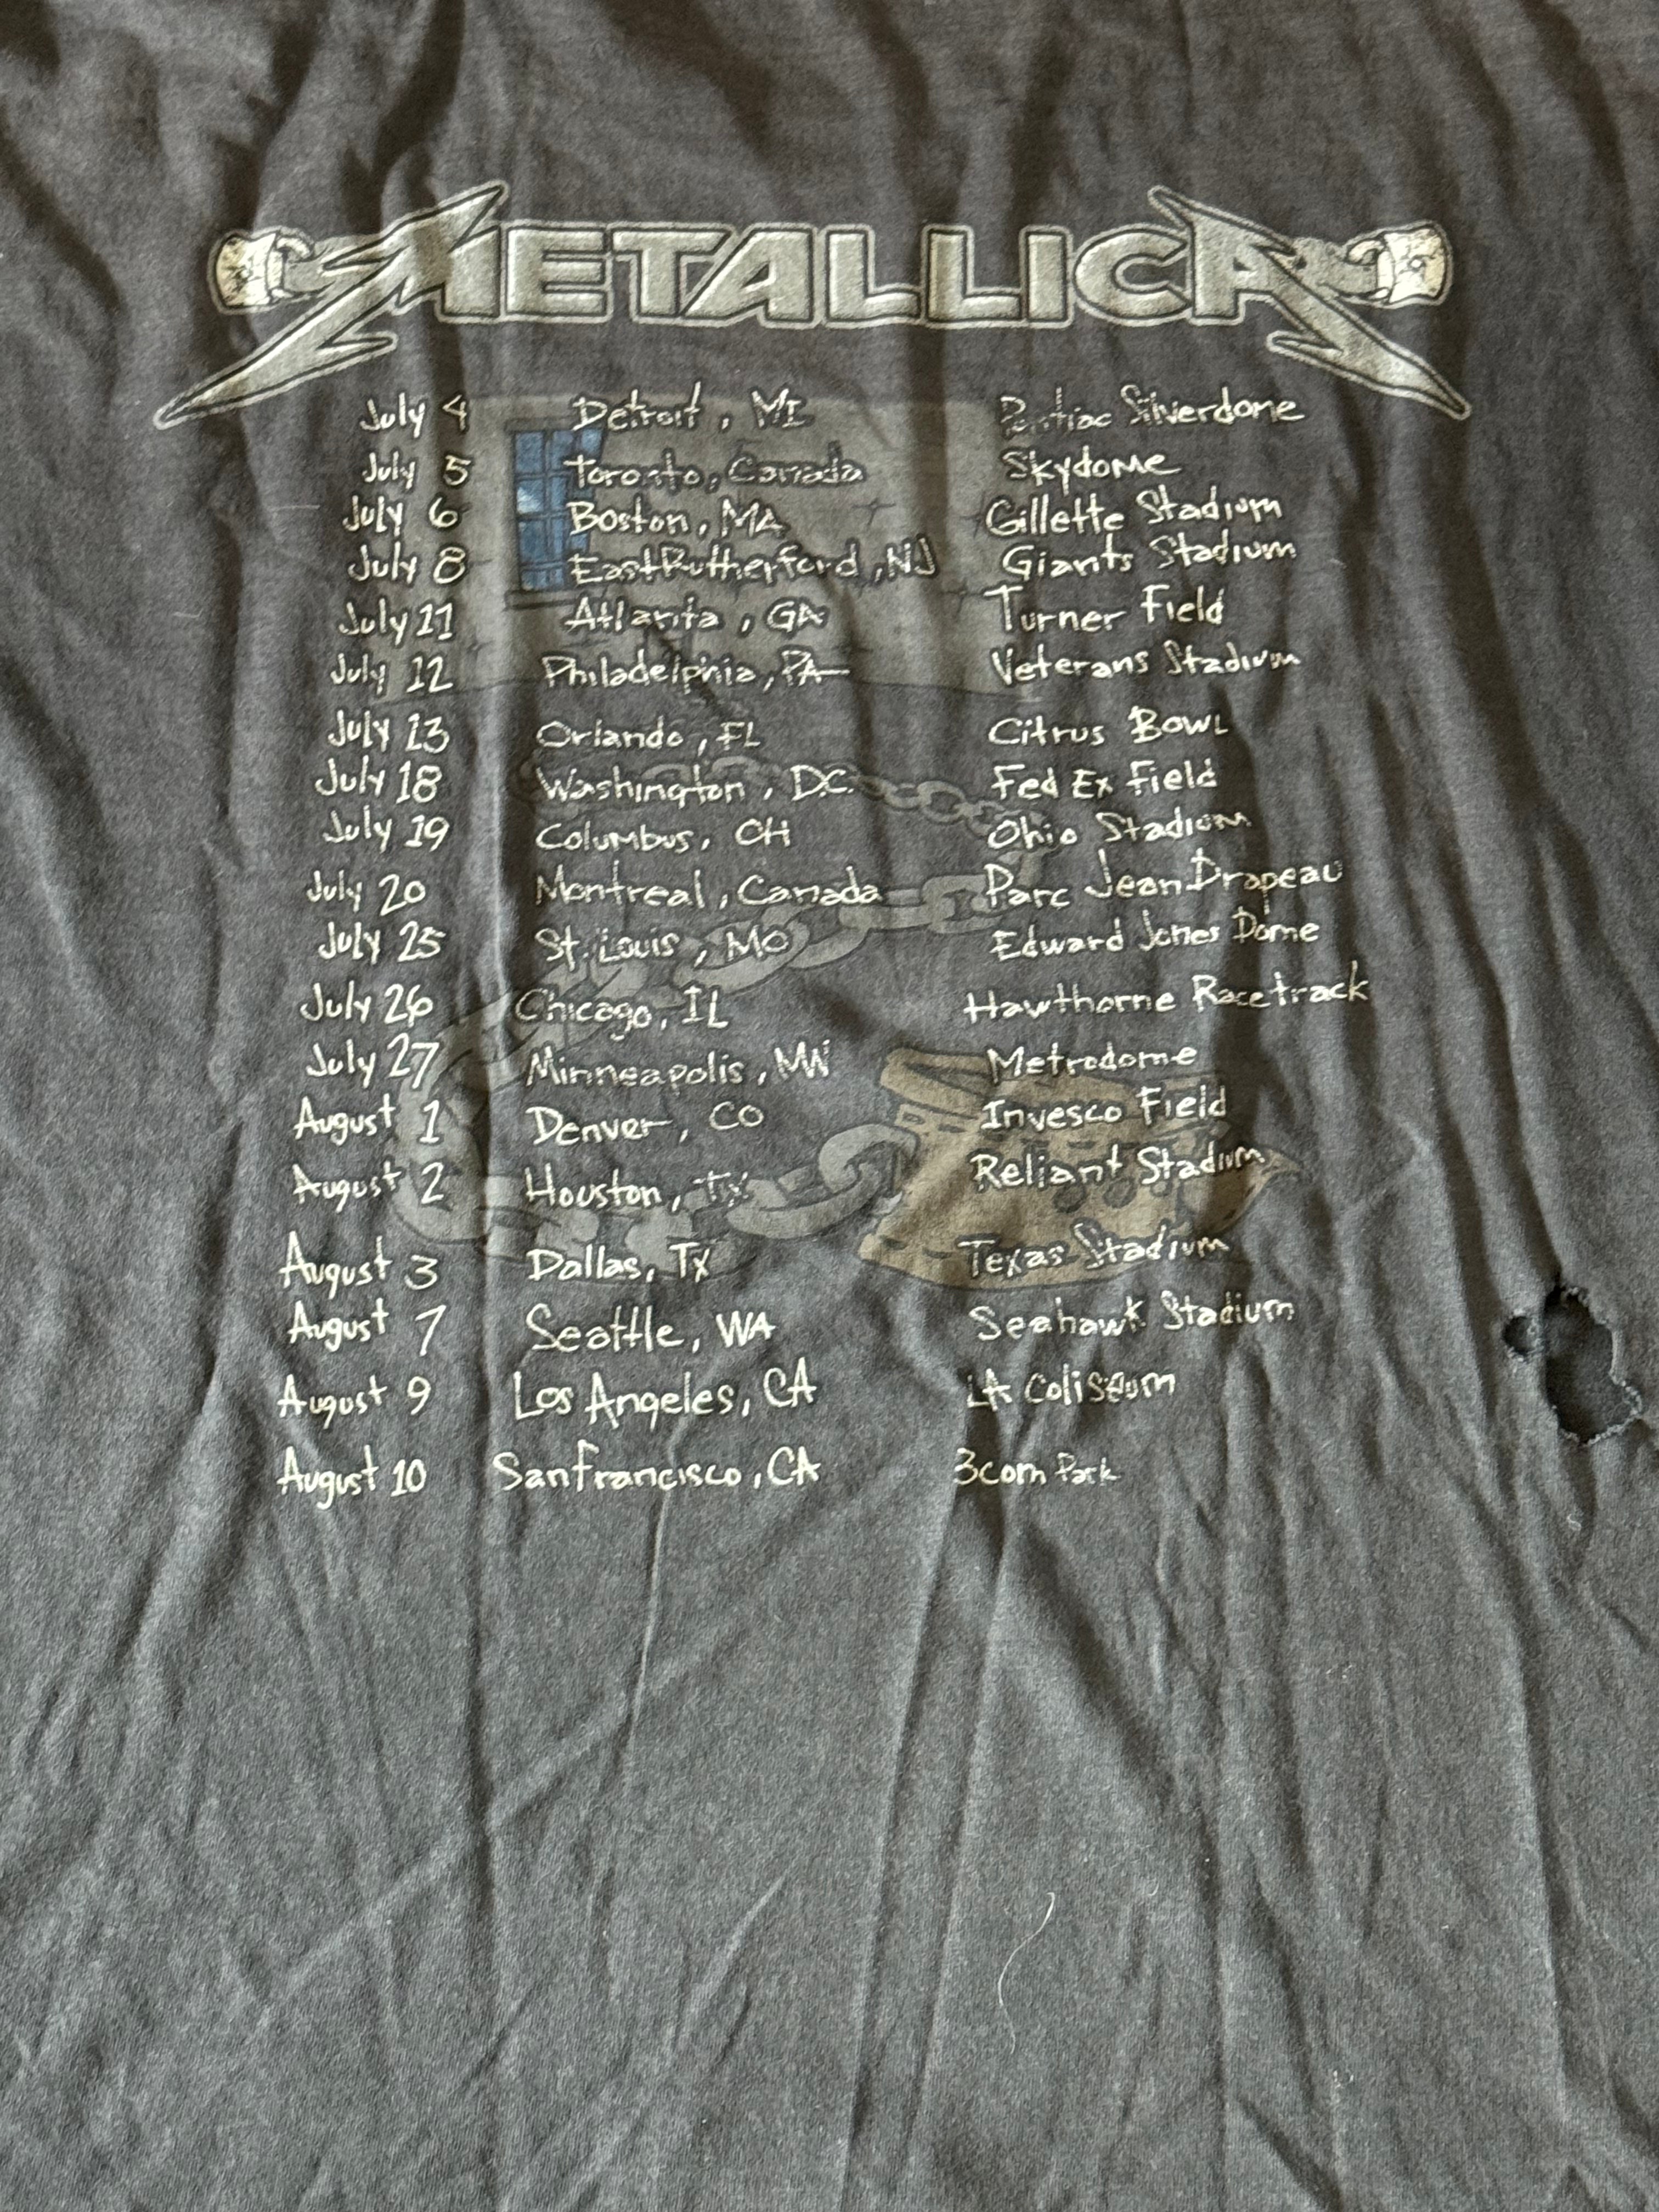 METALLICA
July 4 Detroit, MI Pontiac Silverdome
July 5 Toronto, Canada Skydome
July 6 Boston, MA Gillette Stadium
July 8 East Rutherford, NJ Giants Stadium
July 11 Atlanta, GA Turner Field
July 12 Philadelphia, PA Veterans Stadium
July 13 Orlando, FL Citrus Bowl
July 18 Washington, D.C. Fed Ex Field
July 19 Columbus, OH Ohio Stadium
July 20 Montreal, Canada Parc Jean Drapeau
July 25 St. Louis, MO Edward Jones Dome
July 26 Chicago, IL Hawthorne Racetrack
July 27 Minneapolis, MN Metrodome
August 1 Denver, CO Invesco Field
August 2 Houston, TX Reliant Stadium
August 3 Dallas, TX Texas Stadium
August 7 Seattle, WA Seahawk Stadium
August 9 Los Angeles, CA LA Coliseum
August 10 San Francisco, CA 3com Park